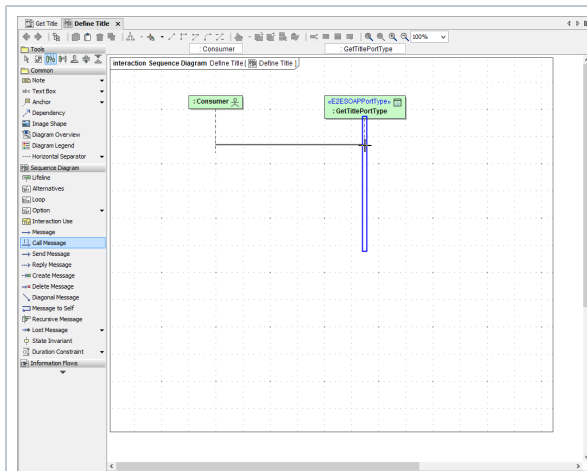 Get Title Define Title
100%
Tools
: Consumer : GetTitlePortType
Common
interaction Sequence Diagram Define Title [ Define Title ]
Note
Text Box
Anchor
: Consumer
«E2ESOAPPortType»
: GetTitlePortType
Dependency
Image Shape
Diagram Overview
Diagram Legend
Horizontal Separator
Sequence Diagram
Lifeline
Alternatives
Loop
Option
Interaction Use
Message
Call Message
Send Message
Reply Message
Create Message
Delete Message
Diagonal Message
Message to Self
Recursive Message
Lost Message
State Invariant
Duration Constraint
Information Flows